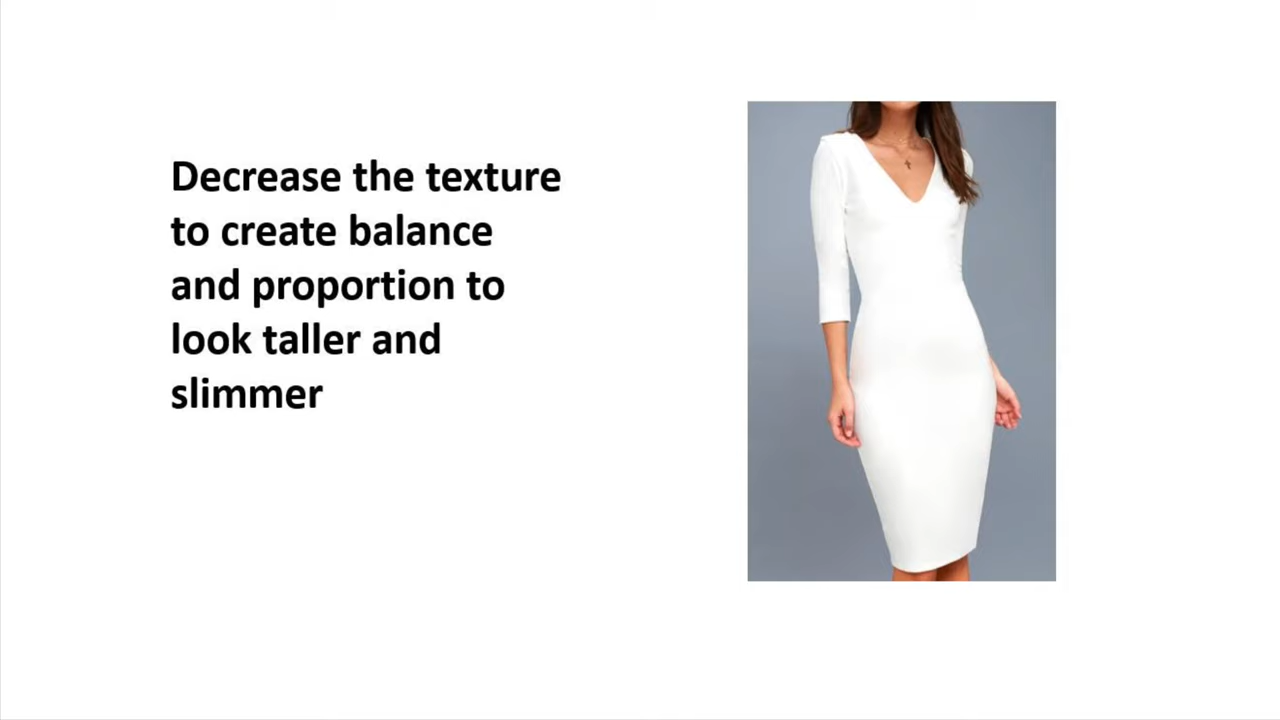 Decrease the texture
to create balance
and proportion to
look taller and
slimmer